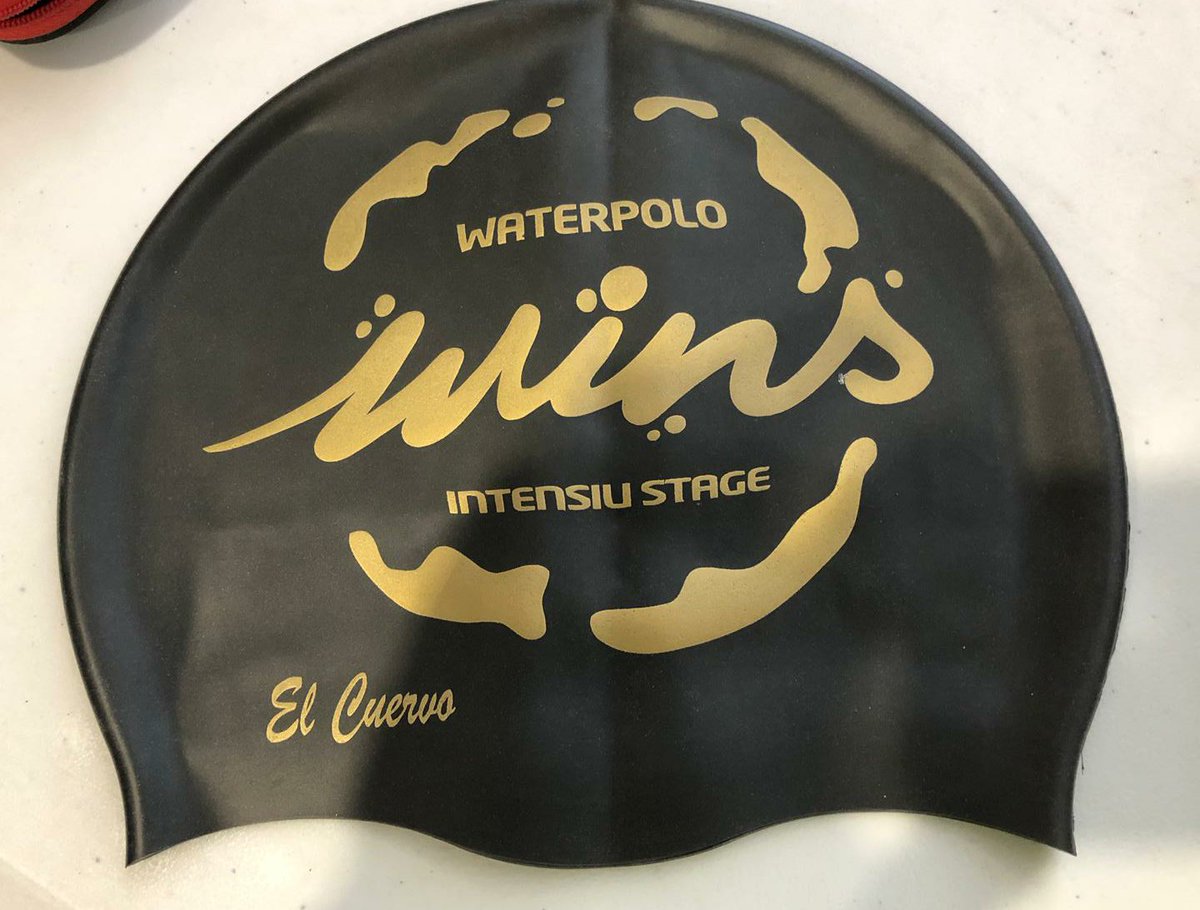 WATERPOLO
wins
INTENSIU STAGE
El Cuervo